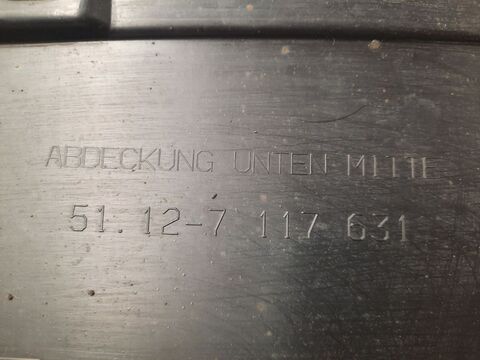 ABDECKUNG UNTEN MITTE
51.12-7 117 631